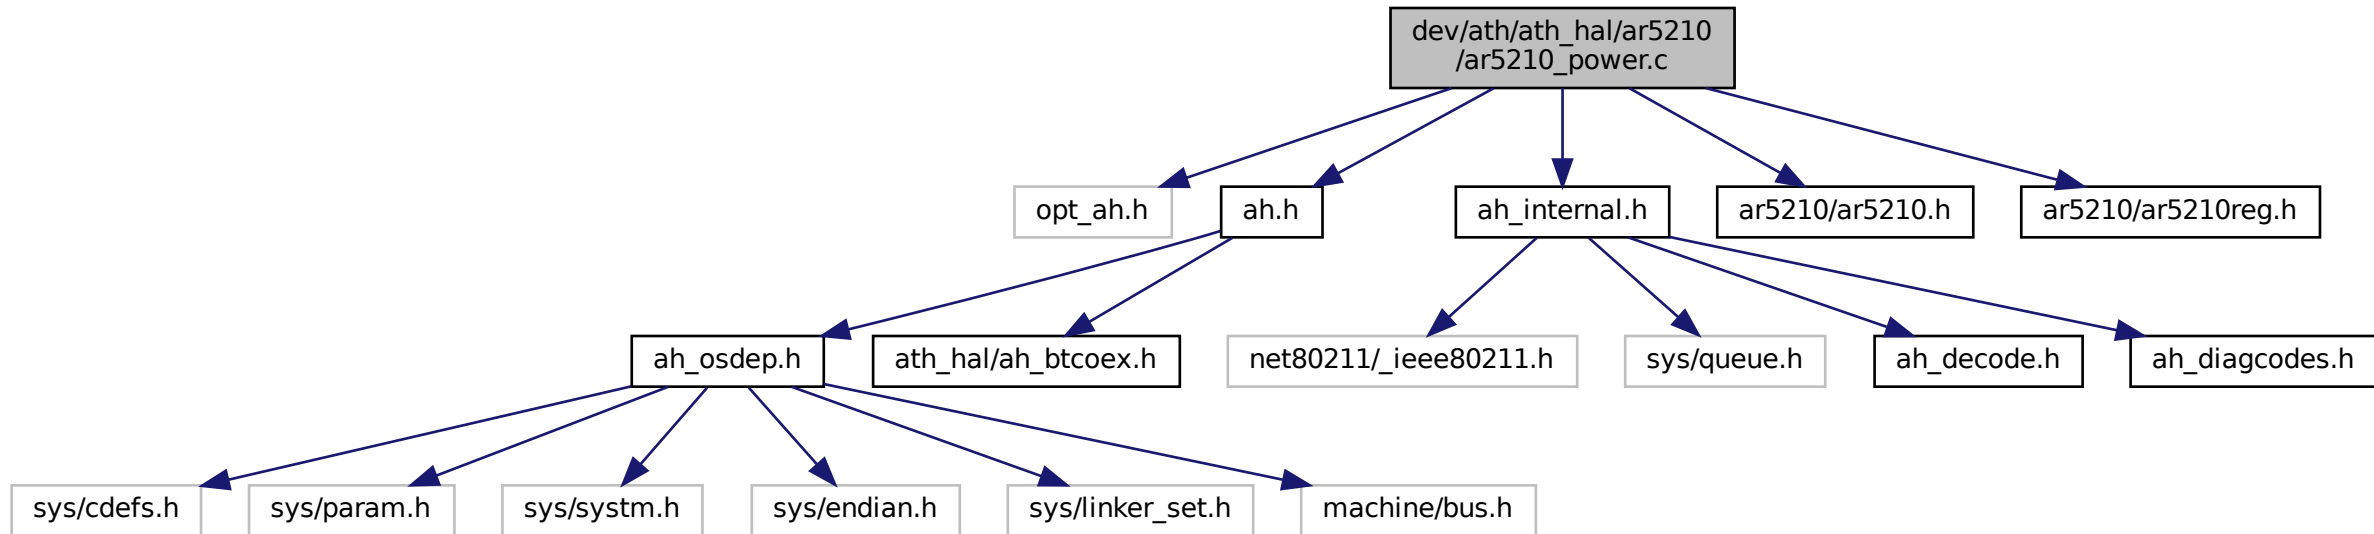 dev/ath/ath_hal/ar5210
/ar5210_power.c
opt_ah.h
ah.h
ah_internal.h
ar5210/ar5210.h
ar5210/ar5210reg.h
ah_osdep.h
ath_hal/ah_btcoex.h
net80211/_ieee80211.h
sys/queue.h
ah_decode.h
ah_diagcodes.h
sys/cdefs.h
sys/param.h
sys/systm.h
sys/endian.h
sys/linker_set.h
machine/bus.h